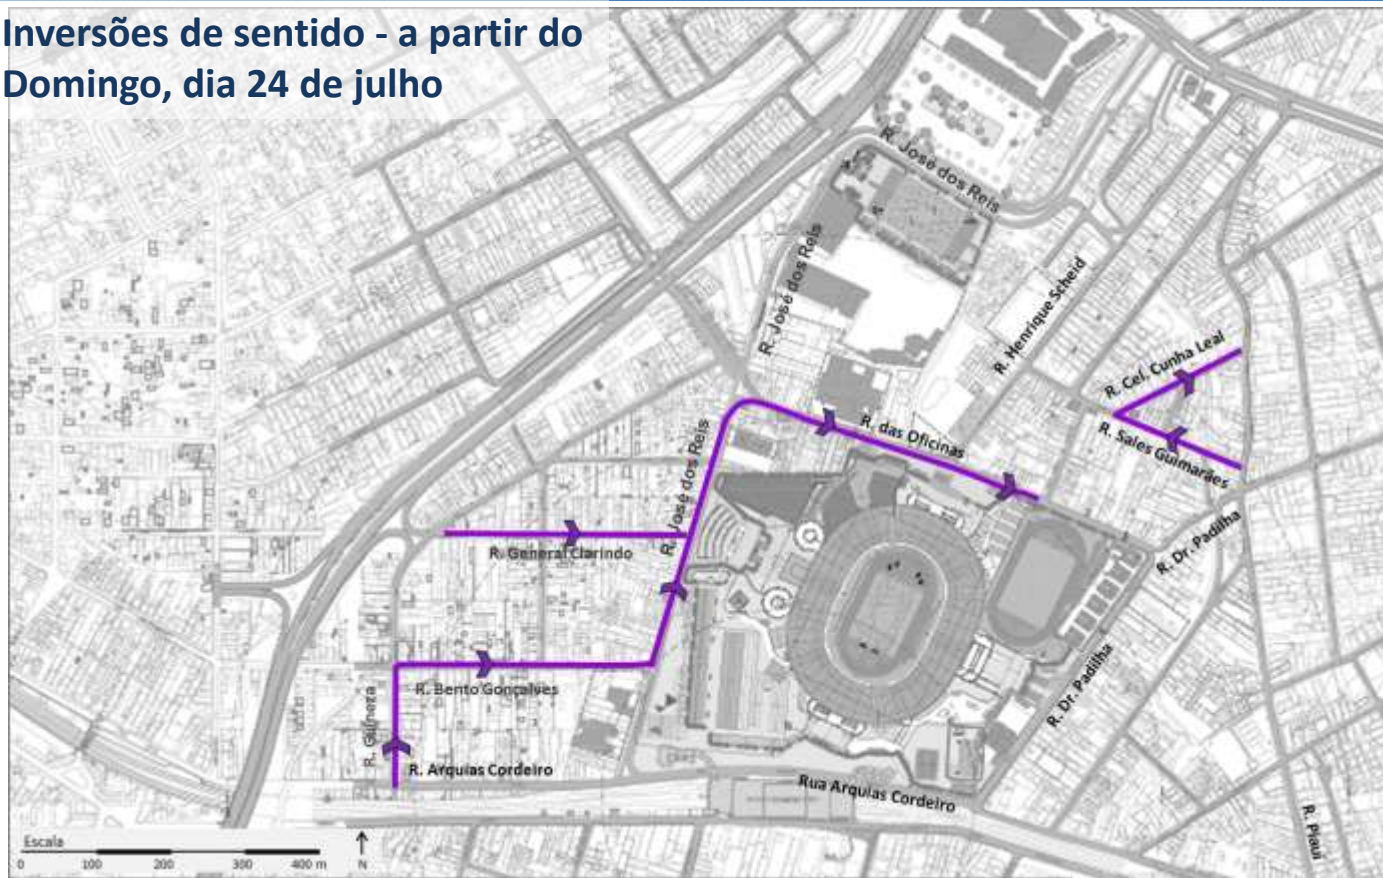 Inversões de sentido - a partir do
Domingo, dia 24 de julho
R. José dos Reis
R. José dos Reis
R. Henrique Scheid
R. Cel. Cunha Leal
R. Sales Guimarães
R. das Oficinas
R. José dos Reis
R. General Clarindo
R. Dr. Padilha
R. Bento Gonçalves
R. Dr. Padilha
R. Guineza
R. Arquias Cordeiro
Rua Arquias Cordeiro
R. Piauí
Escala
0 100 200 300 400 m
N